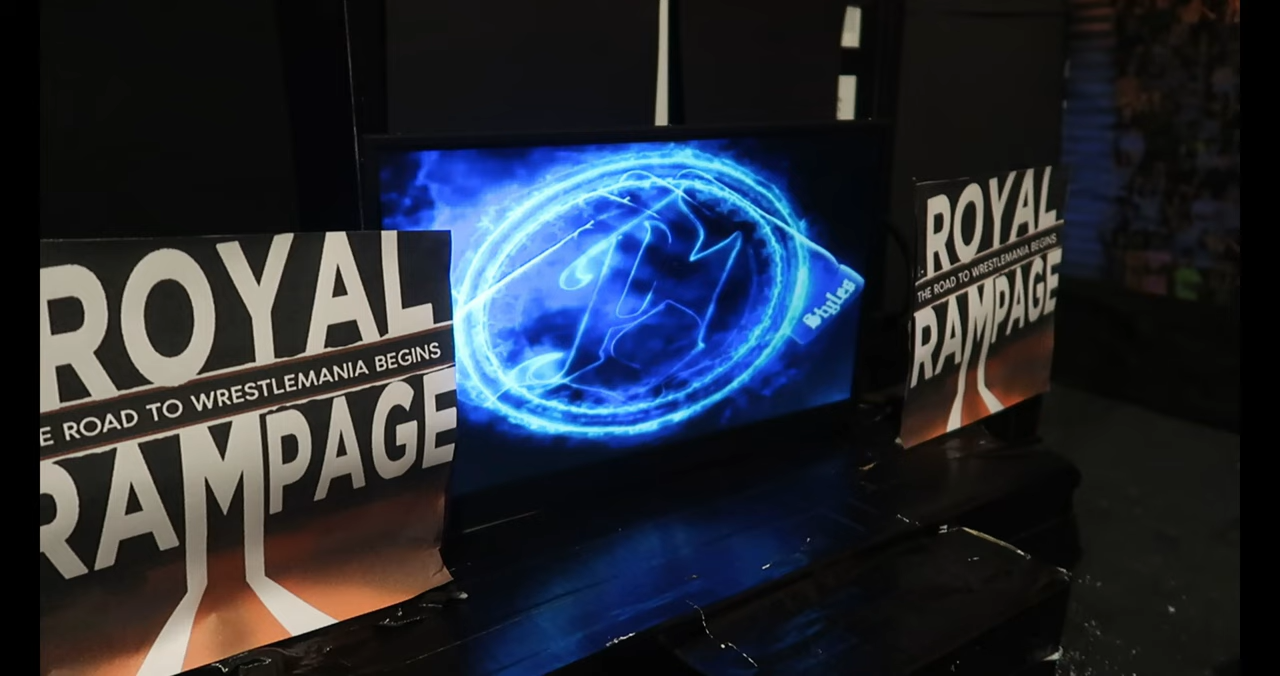 ROYAL
E ROAD TO WRESTLEMANIA BEGINS
RAMPAGE
Styles
ROYAL
THE ROAD TO WRESTLEMANIA BEGINS
RAMPAGE